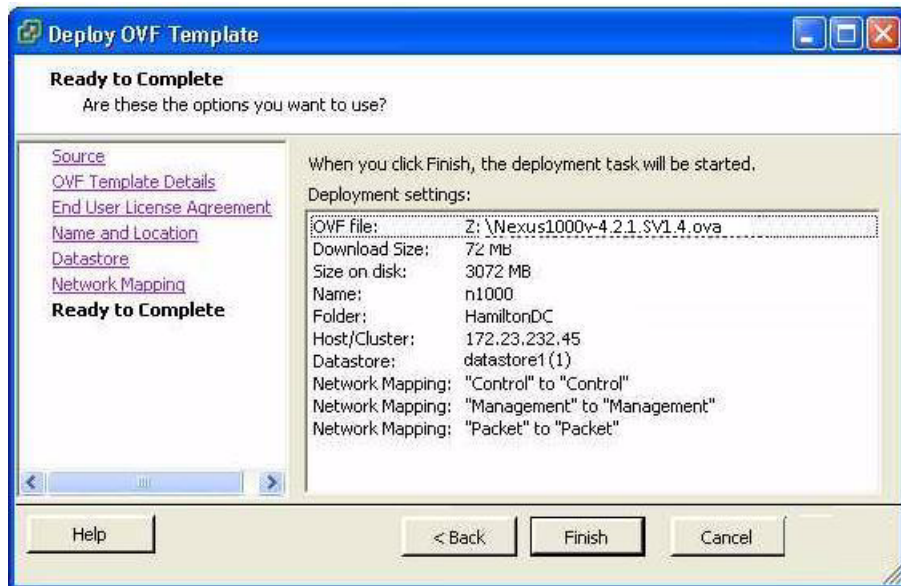 Deploy OVF Template
Ready to Complete
Are these the options you want to use?
Source
OVF Template Details
End User License Agreement
Name and Location
Datastore
Network Mapping
Ready to Complete
When you click Finish, the deployment task will be started.
Deployment settings:
OVF file: Z:\Nexus1000v-4.2.1.SV1.4.ova
Download Size: 72 MB
Size on disk: 3072 MB
Name: n1000
Folder: HamiltonDC
Host/Cluster: 172.23.232.45
Datastore: datastore1 (1)
Network Mapping: "Control" to "Control"
Network Mapping: "Management" to "Management"
Network Mapping: "Packet" to "Packet"
Help
< Back
Finish
Cancel